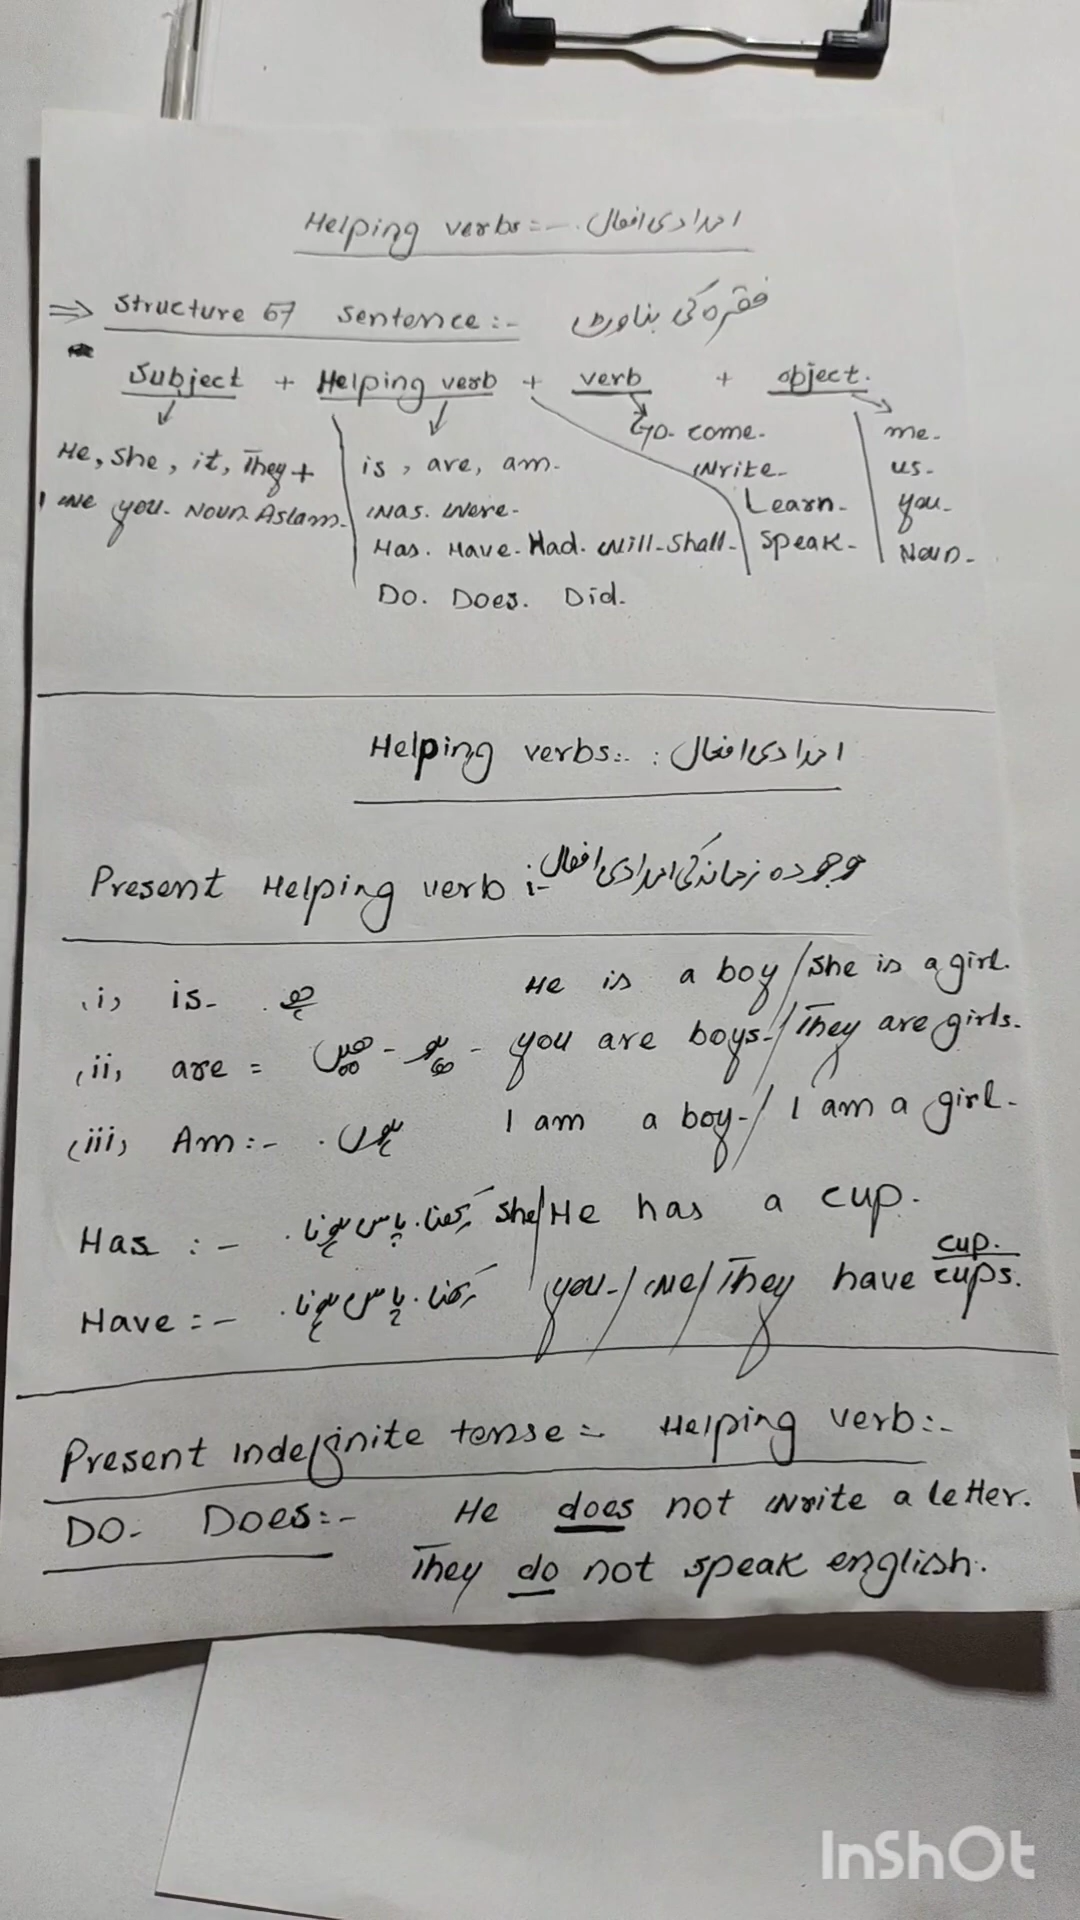 Helping verbs:- امدادی افعال
⇒ Structure of Sentence:- فقرہ کی بناوٹ
Subject + Helping verb + verb + object.
He, She, it, They + is, are, am. Go. come. me.
I we you. Noun. Aslam. was. were. write. us.
Has. Have. Had. will. Shall. Learn. you.
Do. Does. Did. Speak. Noun.
Helping verbs:. : امدادی افعال
Present Helping verb :- موجودہ زمانہ کی امدادی افعال
(i) is - ہے He is a boy / She is a girl.
(ii) are = ہیں - ہو - you are boys. / They are girls.
(iii) Am :- ہوں. I am a boy. / I am a girl.
Has :- رکھنا. پاس ہونا. She/He has a cup.
Have :- رکھنا. پاس ہونا. you./we/They have cup./cups.
Present indefinite tense = Helping verb:-
DO. Does:- He does not write a letter.
They do not speak english.
InShot